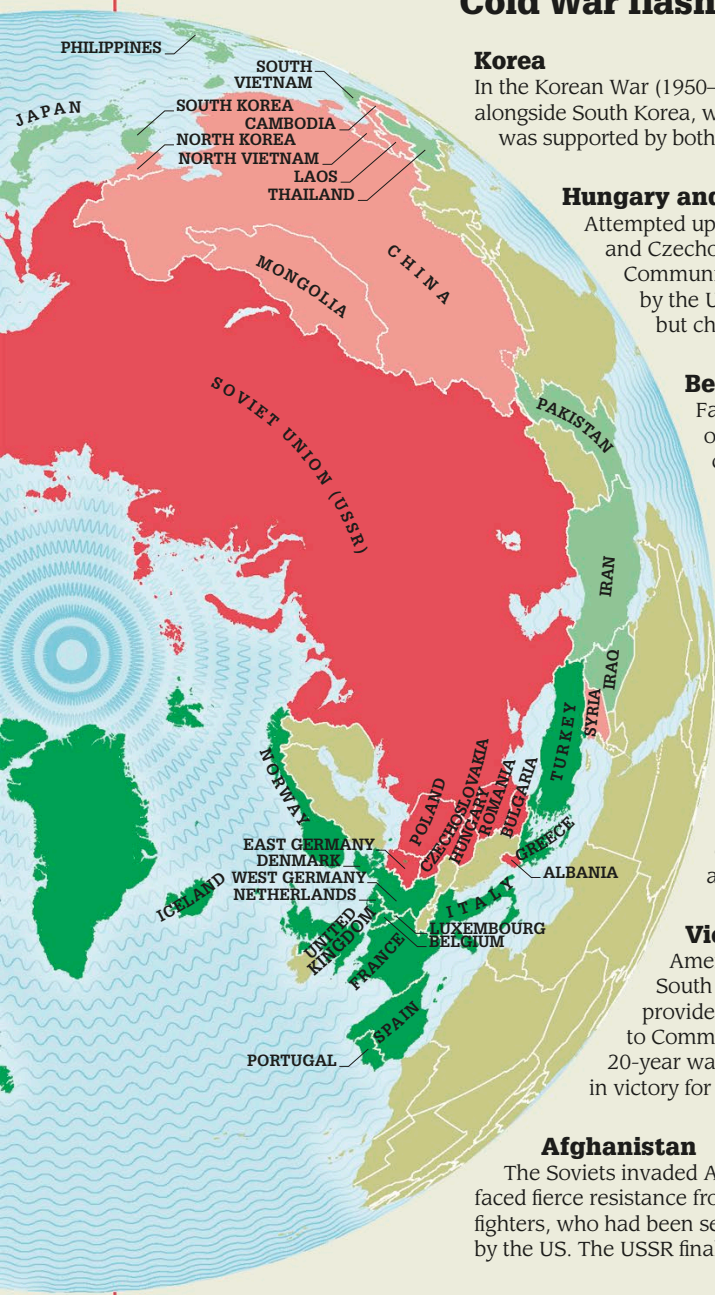 Cold War flash
PHILIPPINES
SOUTH
VIETNAM
JAPAN
SOUTH KOREA
CAMBODIA
NORTH KOREA
NORTH VIETNAM
LAOS
THAILAND
CHINA
MONGOLIA
SOVIET UNION (USSR)
PAKISTAN
IRAN
IRAQ
SYRIA
TURKEY
NORWAY
POLAND
CZECHOSLOVAKIA
HUNGARY
ROMANIA
BULGARIA
GREECE
ALBANIA
EAST GERMANY
DENMARK
WEST GERMANY
NETHERLANDS
ICELAND
UNITED
KINGDOM
ITALY
LUXEMBOURG
BELGIUM
FRANCE
SPAIN
PORTUGAL
Korea
In the Korean War (1950–
alongside South Korea, w
was supported by both
Hungary and
Attempted up
and Czecho
Commun
by the U
but ch
Be
Fa
o
a
Vie
Ame
South
provide
to Comm
20-year wa
in victory for
Afghanistan
The Soviets invaded A
faced fierce resistance fro
fighters, who had been se
by the US. The USSR final